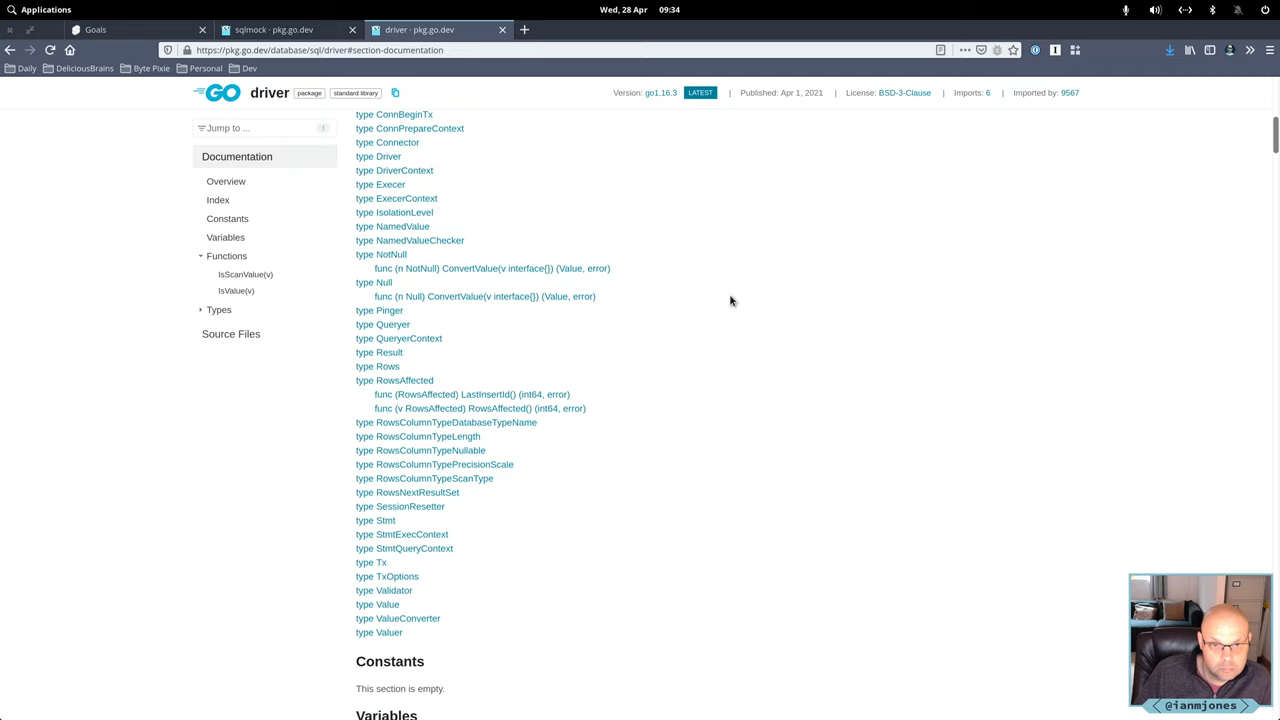 Applications
Wed, 28 Apr 09:34
Goals
sqlmock · pkg.go.dev
driver · pkg.go.dev
https://pkg.go.dev/database/sql/driver#section-documentation
Daily
DeliciousBrains
Byte Pixie
Personal
Dev
GO
driver
package
standard library
Version: go1.16.3
LATEST
| Published: Apr 1, 2021
| License: BSD-3-Clause
| Imports: 6
| Imported by: 9567
Jump to ...
Documentation
Overview
Index
Constants
Variables
Functions
IsScanValue(v)
IsValue(v)
Types
Source Files
type ConnBeginTx
type ConnPrepareContext
type Connector
type Driver
type DriverContext
type Execer
type ExecerContext
type IsolationLevel
type NamedValue
type NamedValueChecker
type NotNull
func (n NotNull) ConvertValue(v interface{}) (Value, error)
type Null
func (n Null) ConvertValue(v interface{}) (Value, error)
type Pinger
type Queryer
type QueryerContext
type Result
type Rows
type RowsAffected
func (RowsAffected) LastInsertId() (int64, error)
func (v RowsAffected) RowsAffected() (int64, error)
type RowsColumnTypeDatabaseTypeName
type RowsColumnTypeLength
type RowsColumnTypeNullable
type RowsColumnTypePrecisionScale
type RowsColumnTypeScanType
type RowsNextResultSet
type SessionResetter
type Stmt
type StmtExecContext
type StmtQueryContext
type Tx
type TxOptions
type Validator
type Value
type ValueConverter
type Valuer
Constants
This section is empty.
Variables
@ianmjones